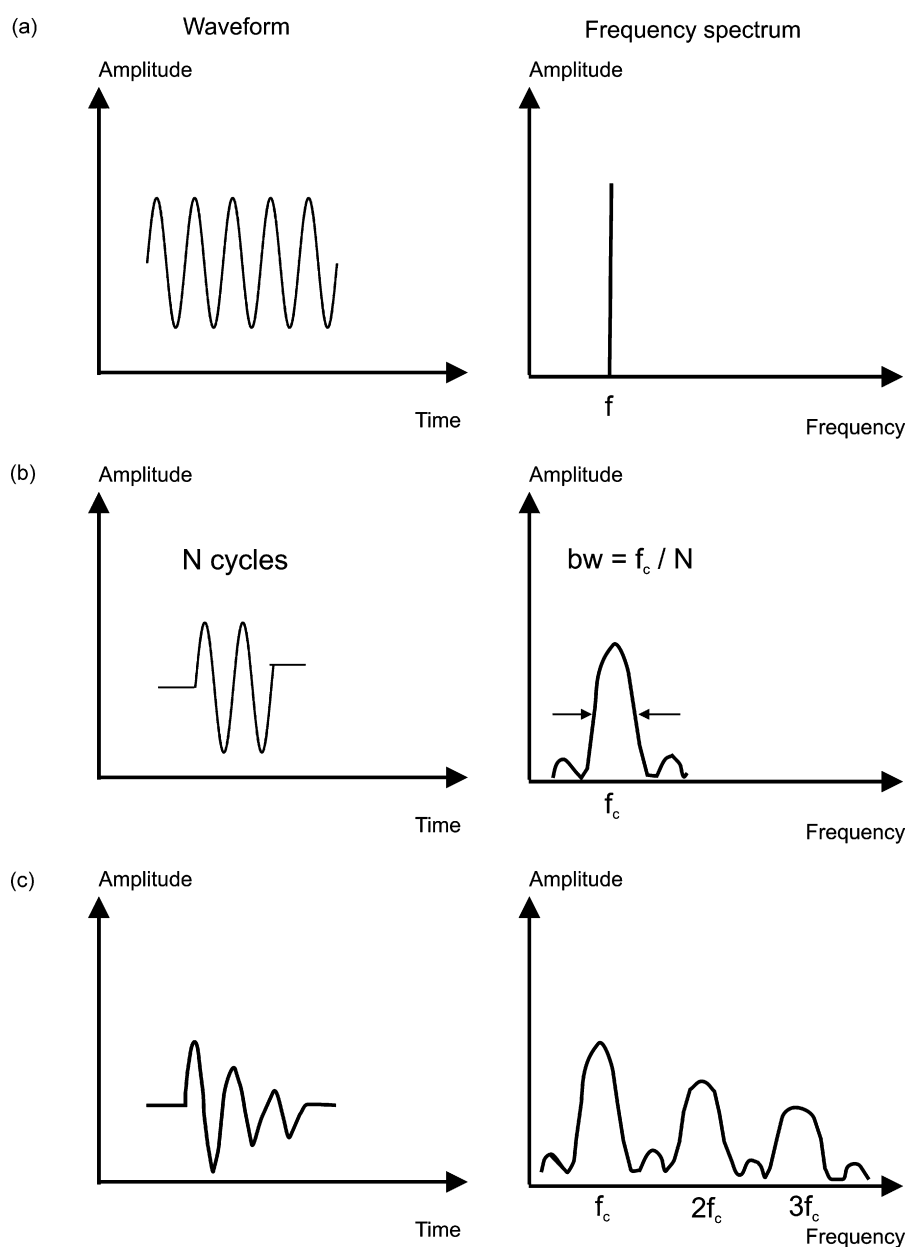 (a)
Waveform
Frequency spectrum
Amplitude
Amplitude
f
Time
Frequency
(b)
Amplitude
Amplitude
N cycles
bw = fc / N
fc
Time
Frequency
(c)
Amplitude
Amplitude
fc 2fc 3fc
Time
Frequency